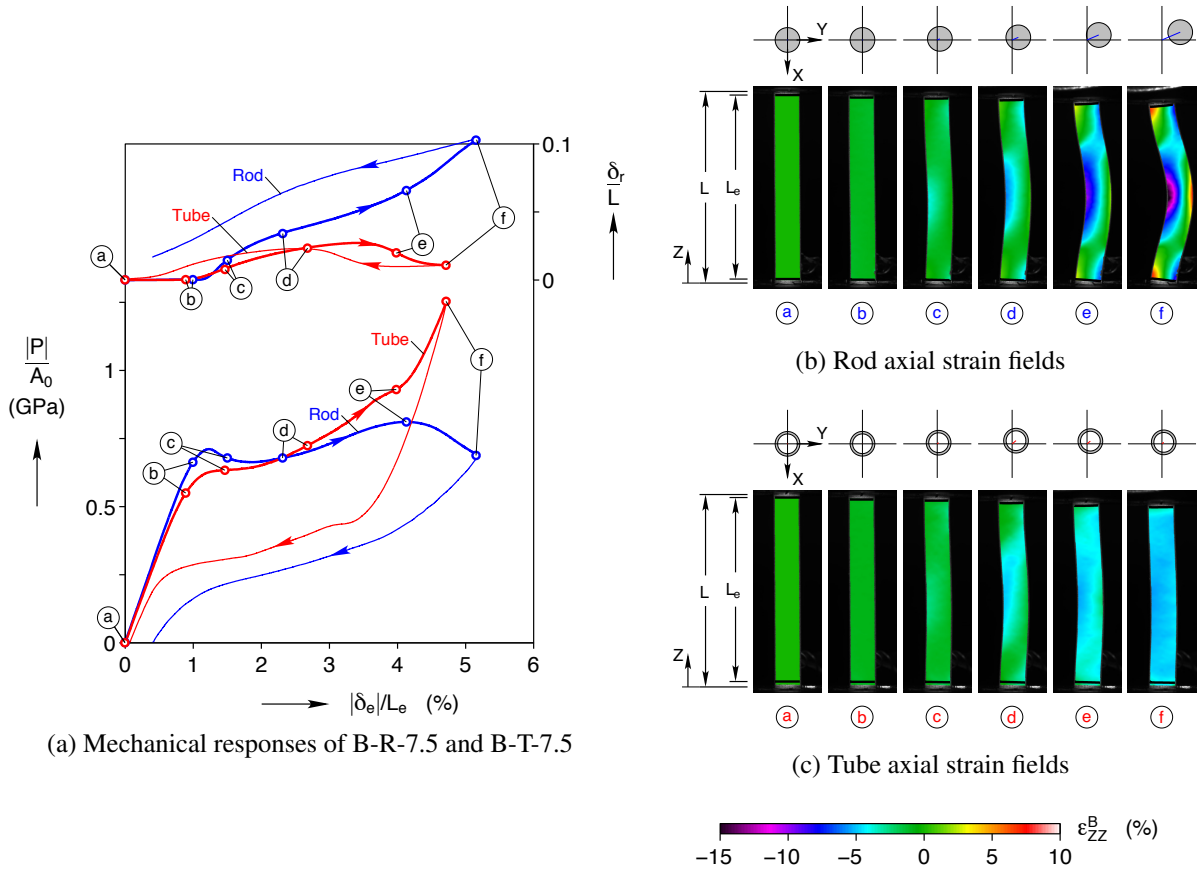 0.1
Rod
δr
L
Tube
a
b
c
d
e
f
0
|P|
A0
(GPa)
1
Tube
f
e
d
Rod
c
b
0.5
a
0
0 1 2 3 4 5 6
|δe|/Le (%)
(a) Mechanical responses of B-R-7.5 and B-T-7.5
Y
X
L Le
Z
a b c d e f
(b) Rod axial strain fields
Y
X
L Le
Z
a b c d e f
(c) Tube axial strain fields
εBZZ (%)
−15 −10 −5 0 5 10